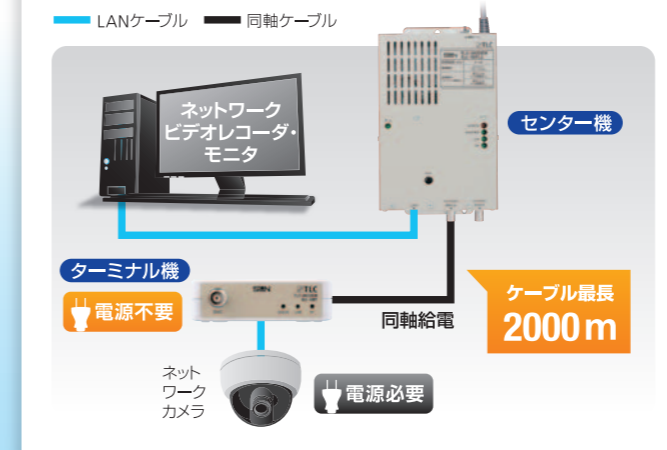 LANケーブル
同軸ケーブル
TLC
ネットワーク
ビデオレコーダ・
モニタ
センター機
ターミナル機
電源不要
TLC
同軸給電
ケーブル最長
2000m
ネット
ワーク
カメラ
電源必要